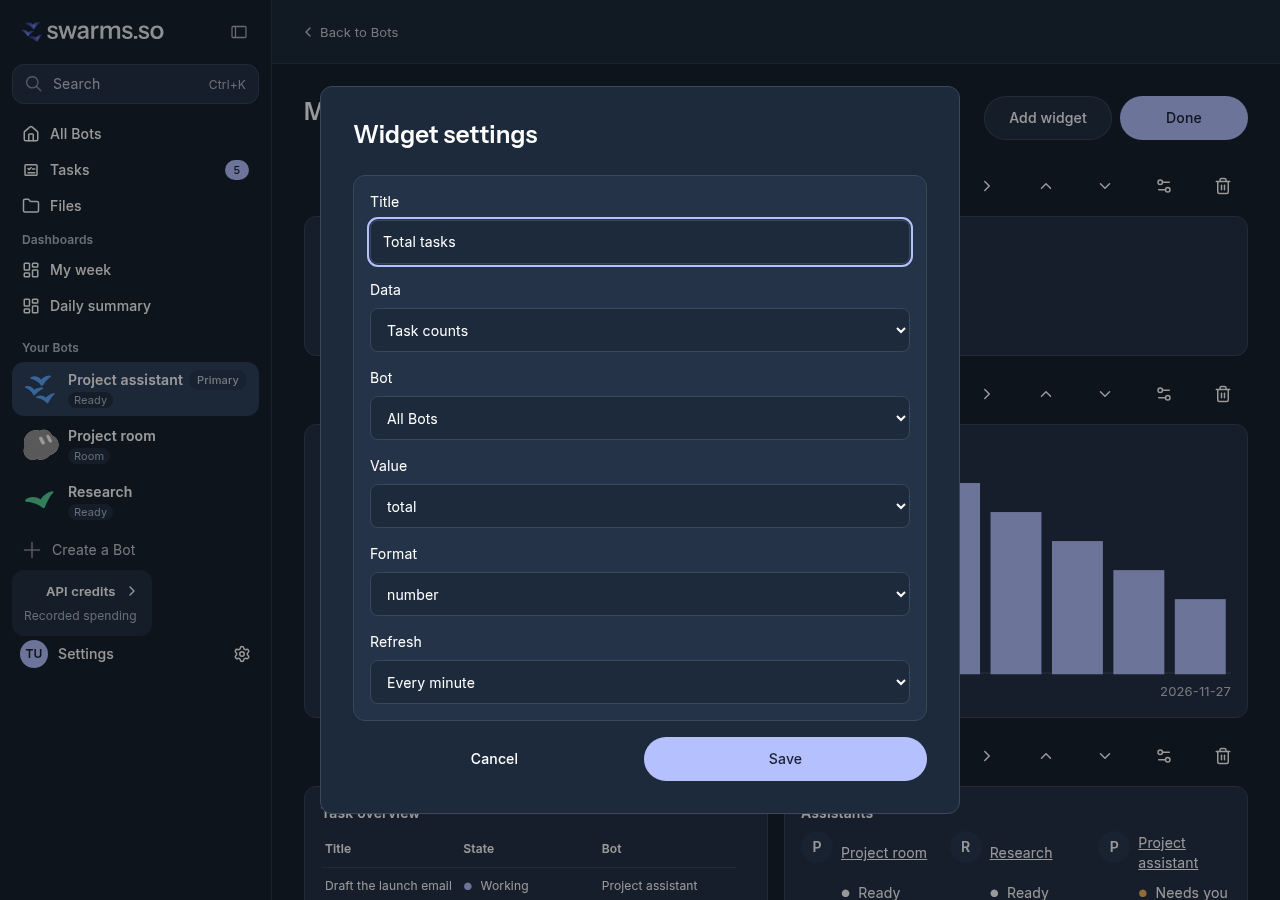 swarms.so
Search Ctrl+K
All Bots
Tasks 5
Files
Dashboards
My week
Daily summary
Your Bots
Project assistant Primary
Ready
Project room
Room
Research
Ready
Create a Bot
API credits
Recorded spending
TU Settings
Back to Bots
Add widget
Done
Widget settings
Title
Total tasks
Data
Task counts
Bot
All Bots
Value
total
Format
number
Refresh
Every minute
Cancel
Save
2026-11-27
Task overview
Title State Bot
Draft the launch email Working Project assistant
Assistants
P Project room
Ready
R Research
Ready
P Project
assistant
Needs you